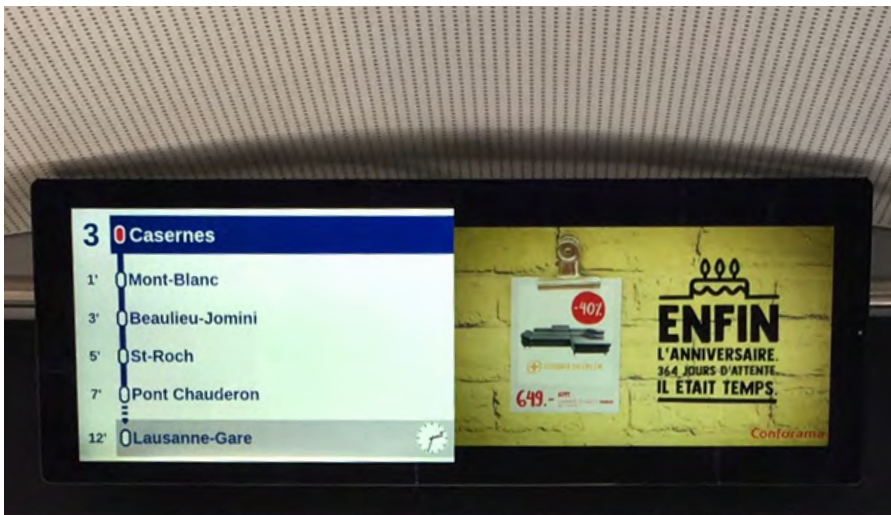 3 Casernes
1' Mont-Blanc
3' Beaulieu-Jomini
5' St-Roch
7' Pont Chauderon
12' Lausanne-Gare
-40%
649.-
ENFIN
L'ANNIVERSAIRE.
364 JOURS D'ATTENTE.
IL ÉTAIT TEMPS.
Conforama